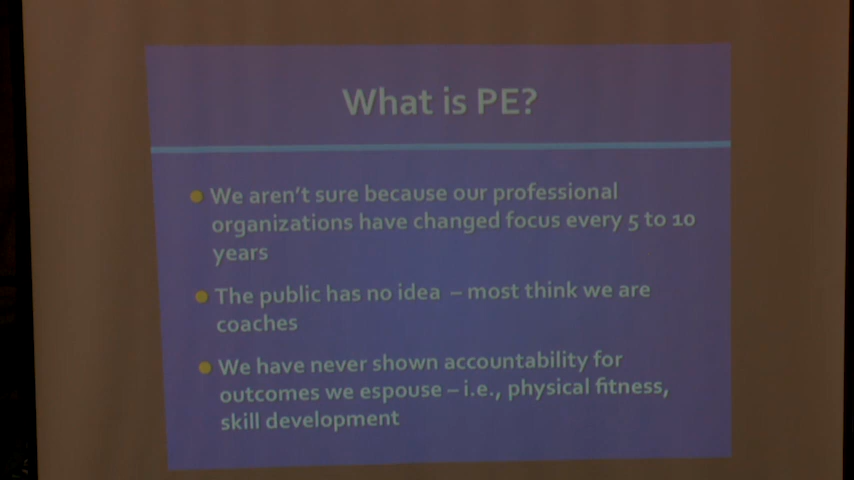 What is PE?
We aren't sure because our professional
organizations have changed focus every 5 to 10
years
The public has no idea – most think we are
coaches
We have never shown accountability for
outcomes we espouse – i.e., physical fitness,
skill development